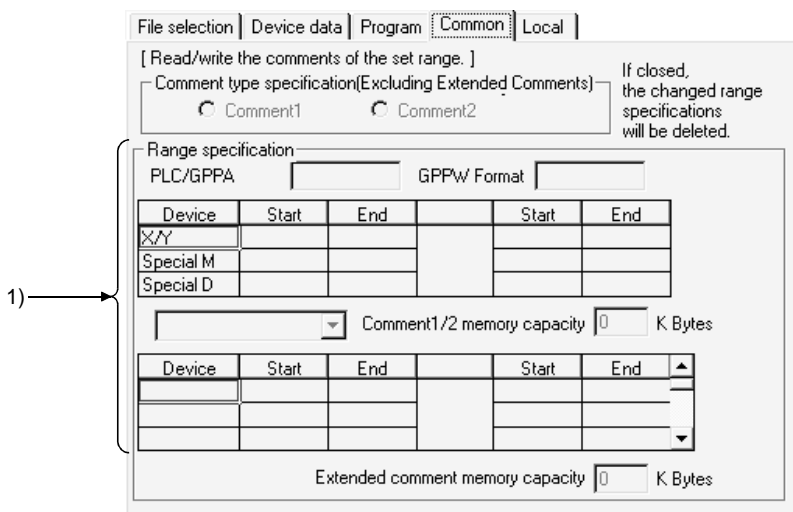 File selection Device data Program Common Local
[ Read/write the comments of the set range. ]
Comment type specification(Excluding Extended Comments)
Comment1 Comment2
If closed,
the changed range
specifications
will be deleted.
Range specification
PLC/GPPA GPPW Format
Device Start End Start End
X/Y
Special M
Special D
1)
Comment1/2 memory capacity 0 K Bytes
Device Start End Start End
Extended comment memory capacity 0 K Bytes